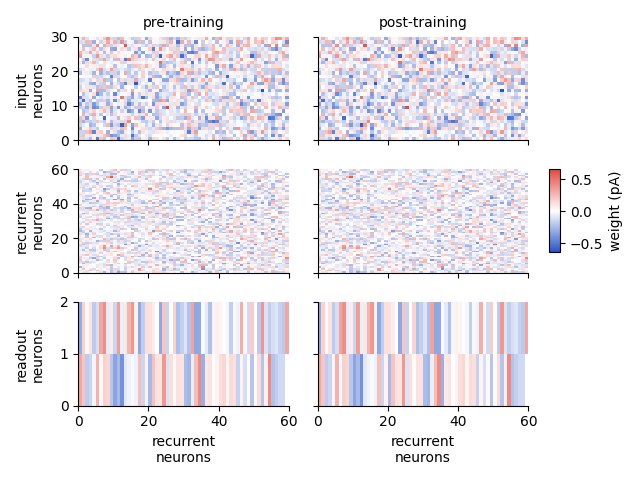 pre-training
post-training
30
20
10
0
input
neurons
60
40
20
0
recurrent
neurons
0.5
0.0
−0.5
weight (pA)
2
1
0
readout
neurons
0
20
40
60
0
20
40
60
recurrent
neurons
recurrent
neurons